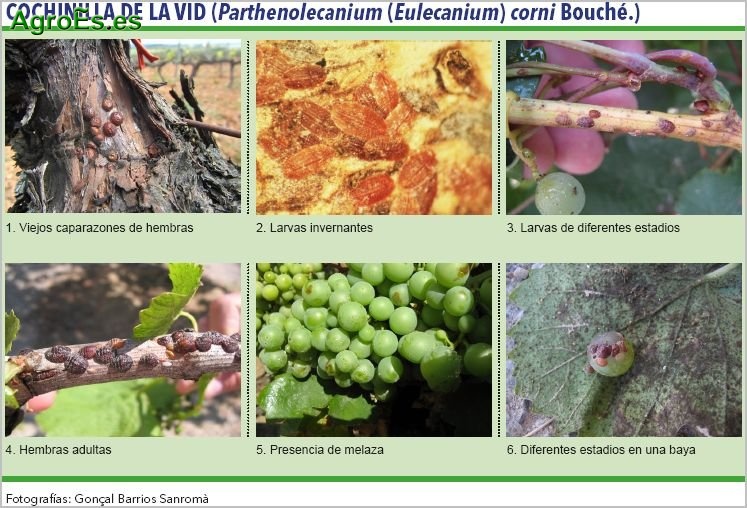 COCHINILLA DE LA VID (Parthenolecanium (Eulecanium) corni Bouché.)
AgroEs.es
1. Viejos caparazones de hembras
2. Larvas invernantes
3. Larvas de diferentes estadios
4. Hembras adultas
5. Presencia de melaza
6. Diferentes estadios en una baya
Fotografías: Gonçal Barrios Sanromà